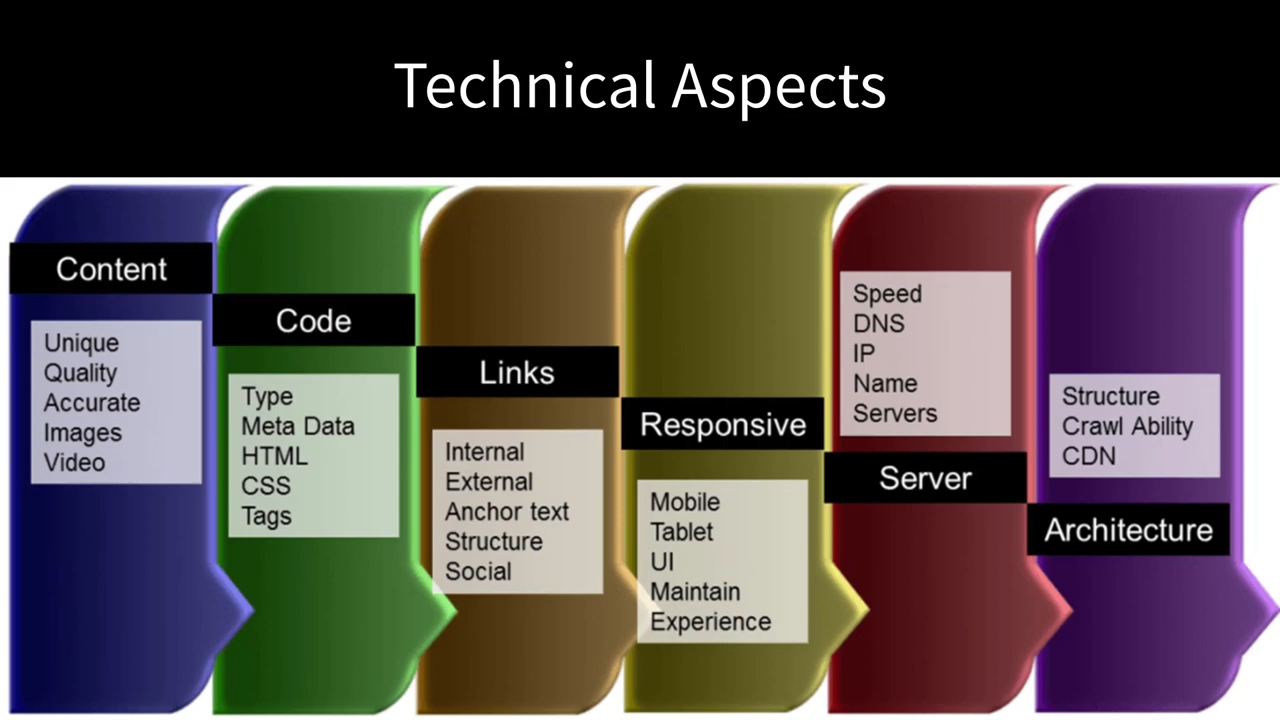 Technical Aspects
Content
Unique
Quality
Accurate
Images
Video
Code
Type
Meta Data
HTML
CSS
Tags
Links
Internal
External
Anchor text
Structure
Social
Responsive
Mobile
Tablet
UI
Maintain
Experience
Speed
DNS
IP
Name
Servers
Server
Structure
Crawl Ability
CDN
Architecture